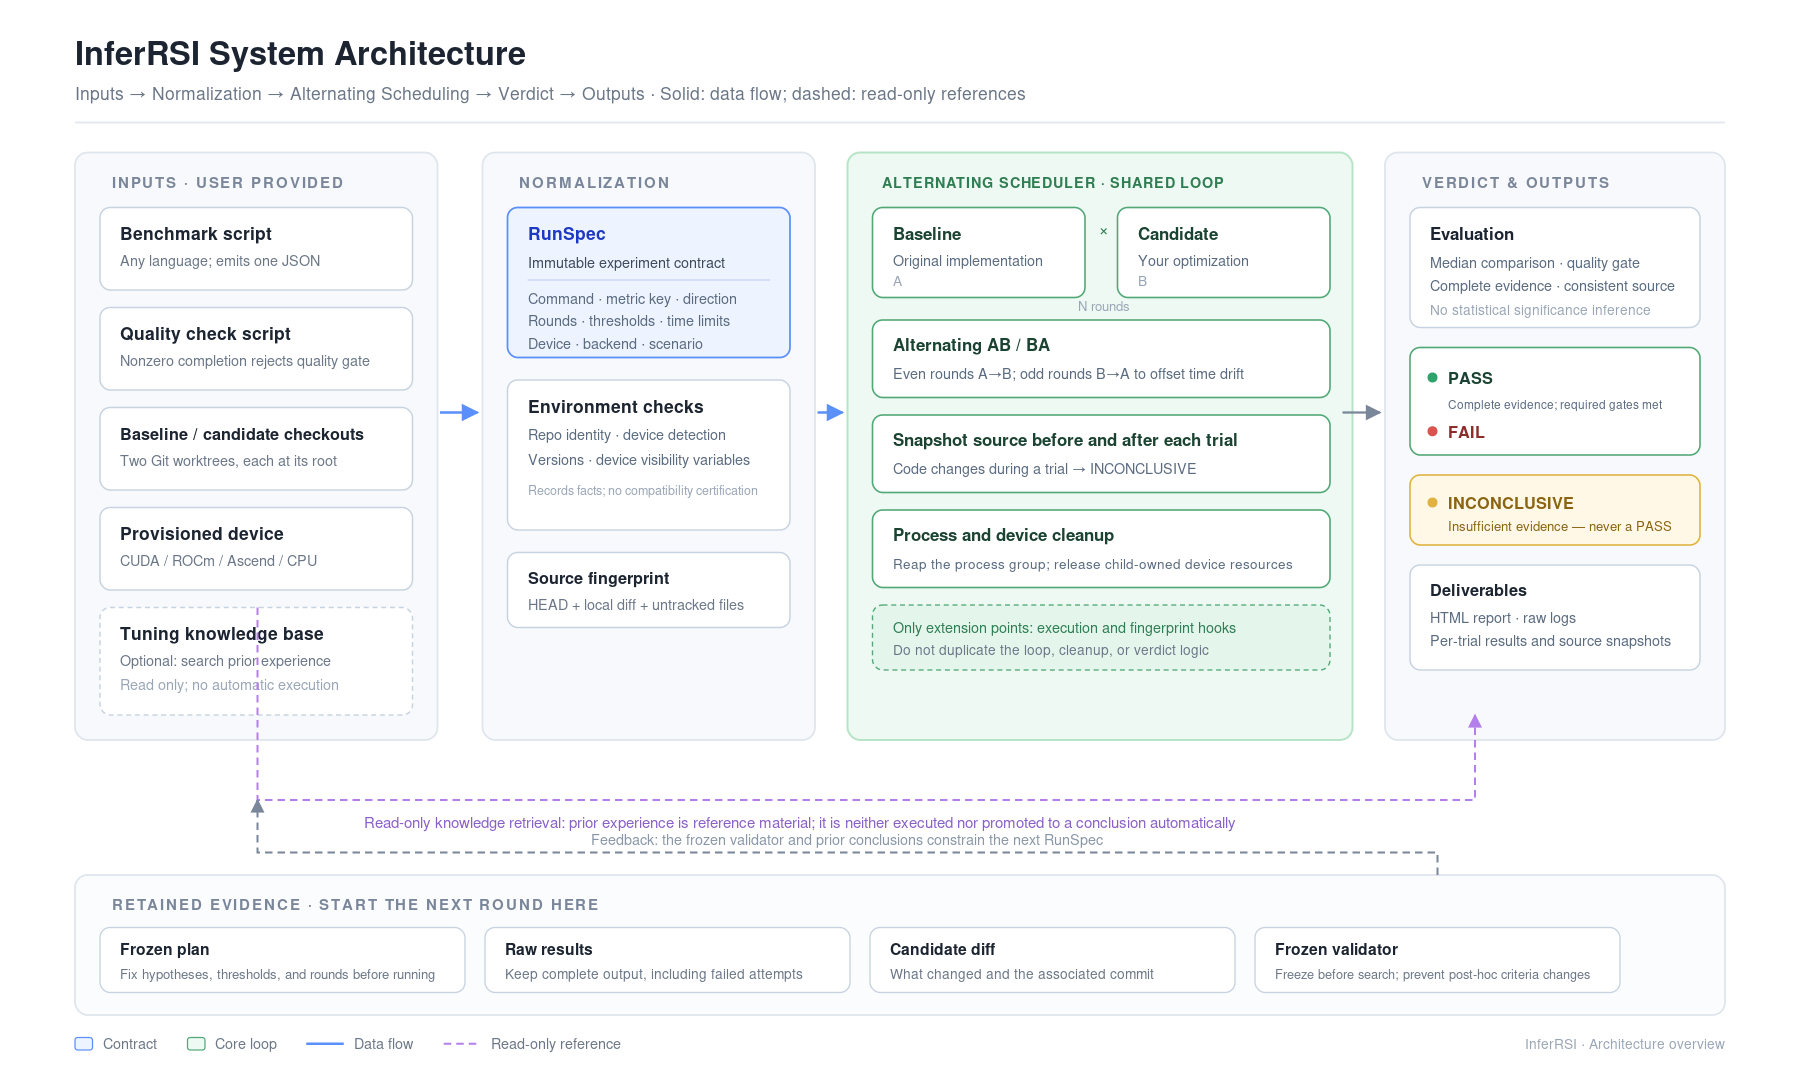 InferRSI System Architecture
Inputs → Normalization → Alternating Scheduling → Verdict → Outputs · Solid: data flow; dashed: read-only references
INPUTS · USER PROVIDED
Benchmark script
Any language; emits one JSON
Quality check script
Nonzero completion rejects quality gate
Baseline / candidate checkouts
Two Git worktrees, each at its root
Provisioned device
CUDA / ROCm / Ascend / CPU
Tuning knowledge base
Optional: search prior experience
Read only; no automatic execution
NORMALIZATION
RunSpec
Immutable experiment contract
Command · metric key · direction
Rounds · thresholds · time limits
Device · backend · scenario
Environment checks
Repo identity · device detection
Versions · device visibility variables
Records facts; no compatibility certification
Source fingerprint
HEAD + local diff + untracked files
ALTERNATING SCHEDULER · SHARED LOOP
Baseline
Original implementation
A
×
Candidate
Your optimization
B
N rounds
Alternating AB / BA
Even rounds A→B; odd rounds B→A to offset time drift
Snapshot source before and after each trial
Code changes during a trial → INCONCLUSIVE
Process and device cleanup
Reap the process group; release child-owned device resources
Only extension points: execution and fingerprint hooks
Do not duplicate the loop, cleanup, or verdict logic
VERDICT & OUTPUTS
Evaluation
Median comparison · quality gate
Complete evidence · consistent source
No statistical significance inference
PASS
Complete evidence; required gates met
FAIL
INCONCLUSIVE
Insufficient evidence — never a PASS
Deliverables
HTML report · raw logs
Per-trial results and source snapshots
Read-only knowledge retrieval: prior experience is reference material; it is neither executed nor promoted to a conclusion automatically
Feedback: the frozen validator and prior conclusions constrain the next RunSpec
RETAINED EVIDENCE · START THE NEXT ROUND HERE
Frozen plan
Fix hypotheses, thresholds, and rounds before running
Raw results
Keep complete output, including failed attempts
Candidate diff
What changed and the associated commit
Frozen validator
Freeze before search; prevent post-hoc criteria changes
Contract
Core loop
Data flow
Read-only reference
InferRSI · Architecture overview